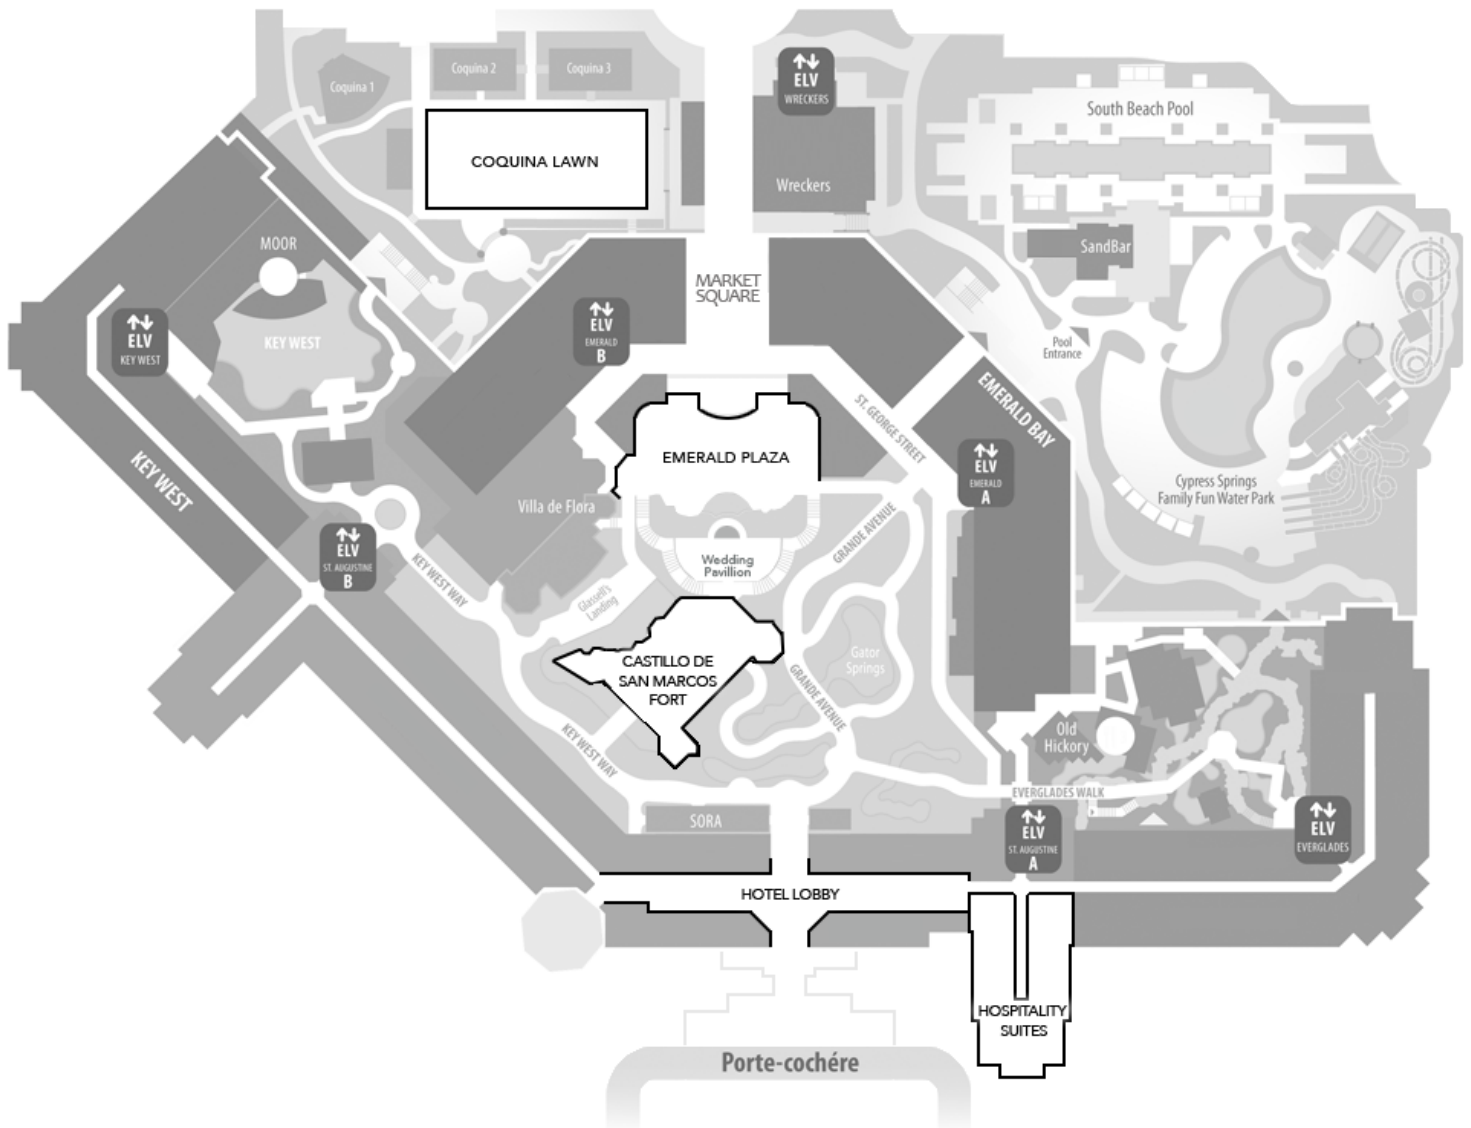 Coquina 1
Coquina 2
Coquina 3
COQUINA LAWN
ELV
WRECKERS
Wreckers
South Beach Pool
SandBar
MOOR
KEY WEST
ELV
KEY WEST
ELV
EMERALD
B
MARKET
SQUARE
Pool
Entrance
EMERALD BAY
ST. GEORGE STREET
EMERALD PLAZA
ELV
EMERALD
A
Cypress Springs
Family Fun Water Park
KEY WEST
Villa de Flora
GRANDE AVENUE
ELV
ST. AUGUSTINE
B
KEY WEST WAY
Wedding
Pavillion
Glassell's
Landing
CASTILLO DE
SAN MARCOS
FORT
Gator
Springs
GRANDE AVENUE
KEY WEST WAY
Old
Hickory
EVERGLADES WALK
SORA
ELV
ST. AUGUSTINE
A
ELV
EVERGLADES
HOTEL LOBBY
HOSPITALITY
SUITES
Porte-cochére